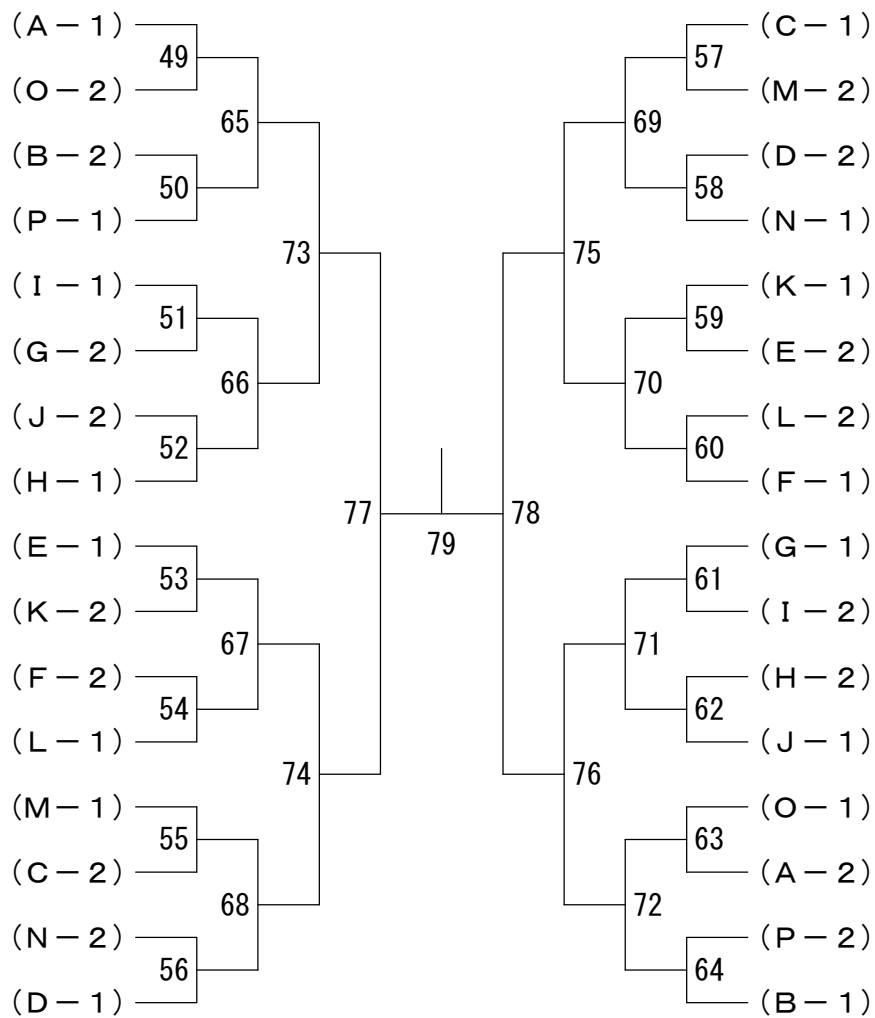 (A－1)
(O－2)
(B－2)
(P－1)
(I－1)
(G－2)
(J－2)
(H－1)
(E－1)
(K－2)
(F－2)
(L－1)
(M－1)
(C－2)
(N－2)
(D－1)
49
50
51
52
53
54
55
56
65
66
67
68
73
74
77
79
78
75
76
69
70
71
72
57
58
59
60
61
62
63
64
(C－1)
(M－2)
(D－2)
(N－1)
(K－1)
(E－2)
(L－2)
(F－1)
(G－1)
(I－2)
(H－2)
(J－1)
(O－1)
(A－2)
(P－2)
(B－1)